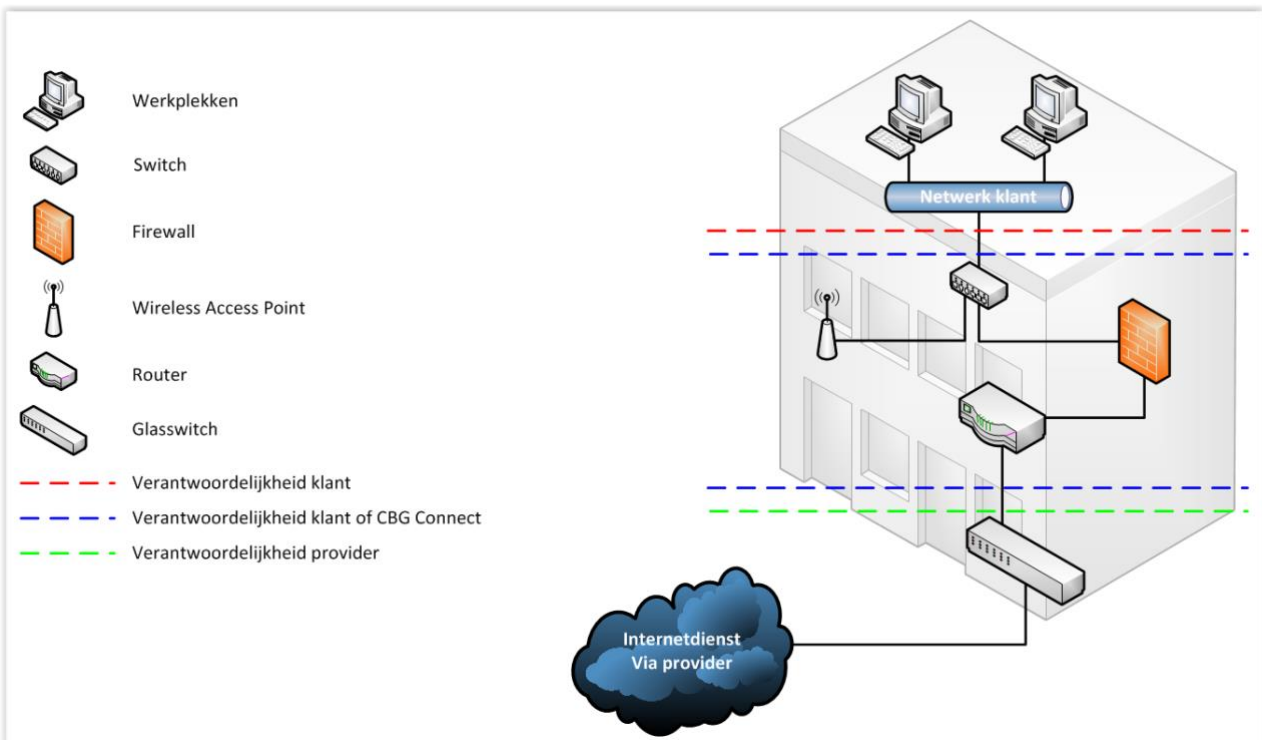 Werkplekken
Switch
Firewall
Wireless Access Point
Router
Glasswitch
Verantwoordelijkheid klant
Verantwoordelijkheid klant of CBG Connect
Verantwoordelijkheid provider
Netwerk klant
Internetdienst
Via provider